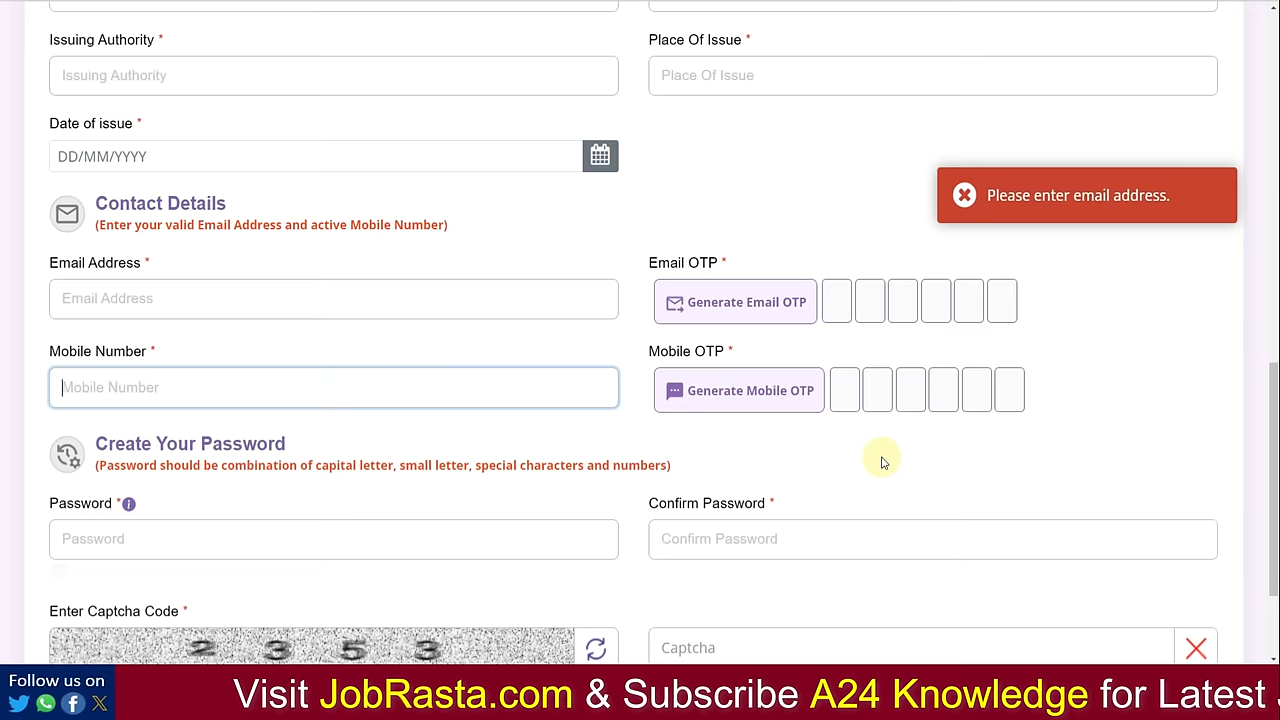 Issuing Authority *
Place Of Issue *
Issuing Authority
Place Of Issue
Date of issue *
DD/MM/YYYY
Please enter email address.
Contact Details
(Enter your valid Email Address and active Mobile Number)
Email Address *
Email OTP *
Email Address
Generate Email OTP
Mobile Number *
Mobile OTP *
Mobile Number
Generate Mobile OTP
Create Your Password
(Password should be combination of capital letter, small letter, special characters and numbers)
Password *
Confirm Password *
Password
Confirm Password
Enter Captcha Code *
2 3 5 3
Captcha
Follow us on
Visit JobRasta.com & Subscribe A24 Knowledge for Latest